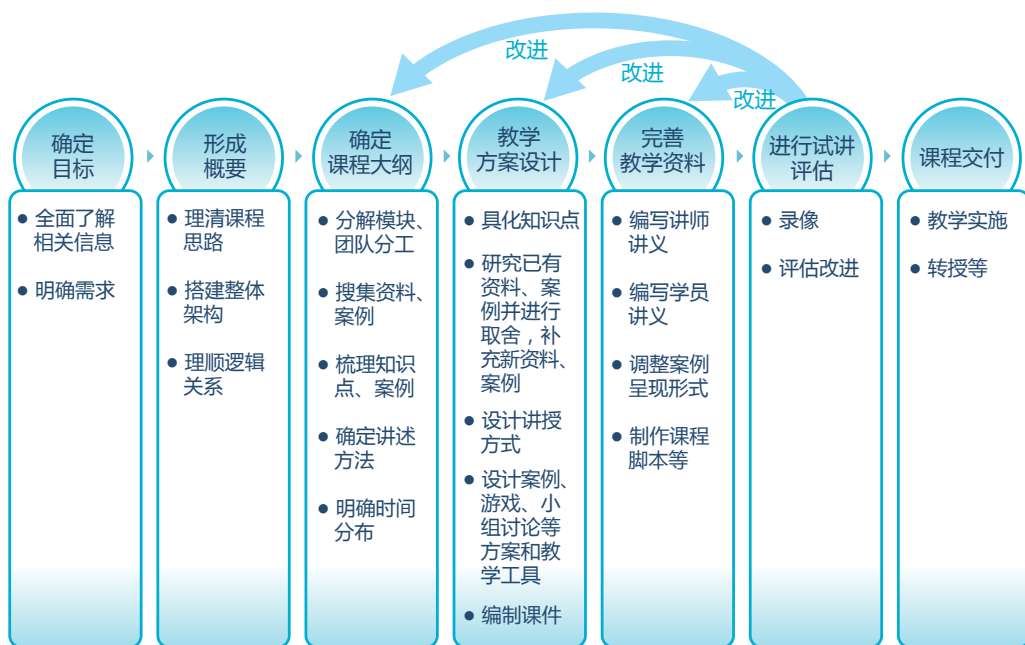 改进
改进
改进
确定
目标
形成
概要
确定
课程大纲
教学
方案设计
完善
教学资料
进行试讲
评估
课程交付
● 全面了解
相关信息
● 明确需求
● 理清课程
思路
● 搭建整体
架构
● 理顺逻辑
关系
● 分解模块、
团队分工
● 搜集资料、
案例
● 梳理知识
点、案例
● 确定讲述
方法
● 明确时间
分布
● 具化知识点
● 研究已有
资料、案
例并进行
取舍，补
充新资料、
案例
● 设计讲授
方式
● 设计案例、
游戏、小
组讨论等
方案和教
学工具
● 编制课件
● 编写讲师
讲义
● 编写学员
讲义
● 调整案例
呈现形式
● 制作课程
脚本等
● 录像
● 评估改进
● 教学实施
● 转授等